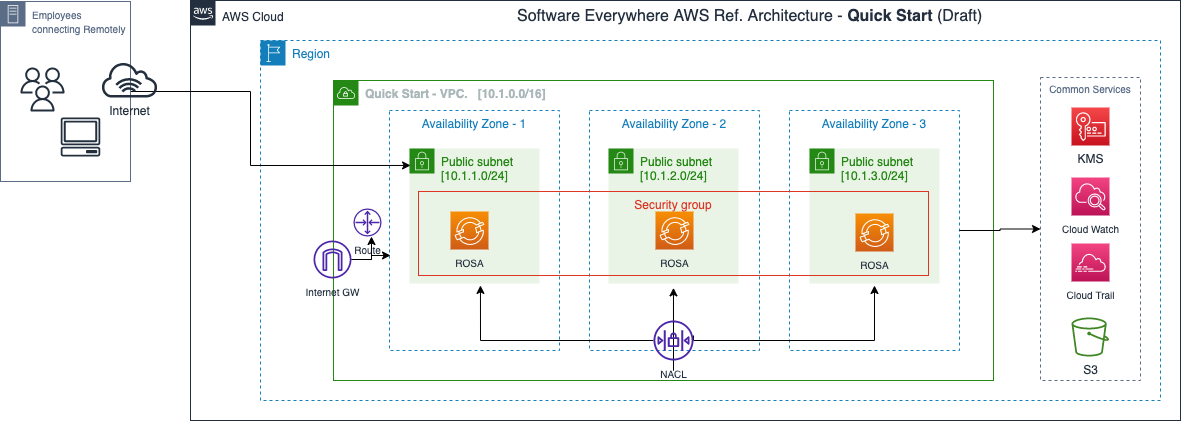 Employees
connecting Remotely
Internet
aws
AWS Cloud
Software Everywhere AWS Ref. Architecture - Quick Start (Draft)
Region
Quick Start - VPC. [10.1.0.0/16]
Availability Zone - 1
Availability Zone - 2
Availability Zone - 3
Public subnet
[10.1.1.0/24]
Public subnet
[10.1.2.0/24]
Public subnet
[10.1.3.0/24]
Security group
ROSA
ROSA
ROSA
Route
Internet GW
NACL
Common Services
KMS
Cloud Watch
Cloud Trail
S3